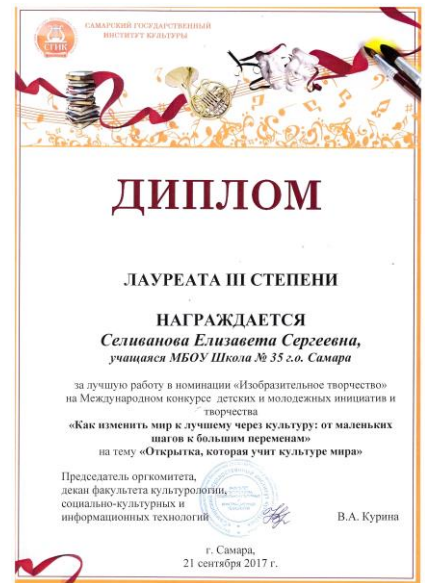 САМАРСКИЙ ГОСУДАРСТВЕННЫЙ
ИНСТИТУТ КУЛЬТУРЫ
СГИК
ДИПЛОМ
ЛАУРЕАТА III СТЕПЕНИ
НАГРАЖДАЕТСЯ
Селиванова Елизавета Сергеевна,
учащаяся МБОУ Школа № 35 г.о. Самара
за лучшую работу в номинации «Изобразительное творчество»
на Международном конкурсе детских и молодежных инициатив и
творчества
«Как изменить мир к лучшему через культуру: от маленьких
шагов к большим переменам»
на тему «Открытка, которая учит культуре мира»
Председатель оргкомитета,
декан факультета культурологии,
социально-культурных и
информационных технологий
В.А. Курина
г. Самара,
21 сентября 2017 г.